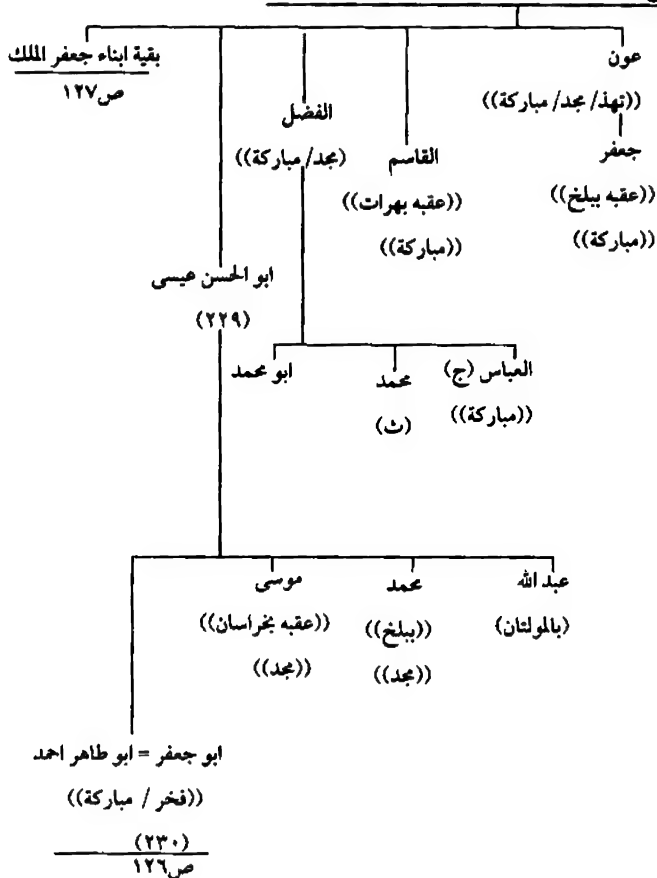 عون
((تهذ/ مجد/ مباركة))
جعفر
((عقبه ببلخ))
((مباركة))
القاسم
((عقبه بهرات))
((مباركة))
الفضل
(مجد/ مباركة))
بقية ابناء جعفر الملك
ص١٢٧
العباس (ج)
((مباركة))
محمد
(ث)
ابو محمد
ابو الحسن عيسى
(٢٢٩)
عبد الله
(بالمولتان)
محمد
((ببلخ))
((مجد))
موسى
((عقبه بخراسان))
((مجد))
ابو جعفر = ابو طاهر احمد
((فخر / مباركة))
(٢٣٠)
ص١٢٦